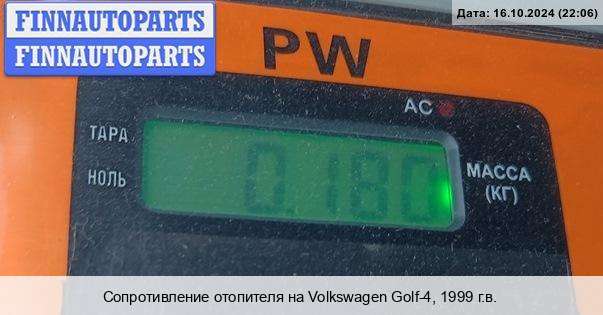 FINNAUTOPARTS
FINNAUTOPARTS
Дата: 16.10.2024 (22:06)
PW
AC
ТАРА
НОЛЬ
0.180
МАССА
(КГ)
Сопротивление отопителя на Volkswagen Golf-4, 1999 г.в.